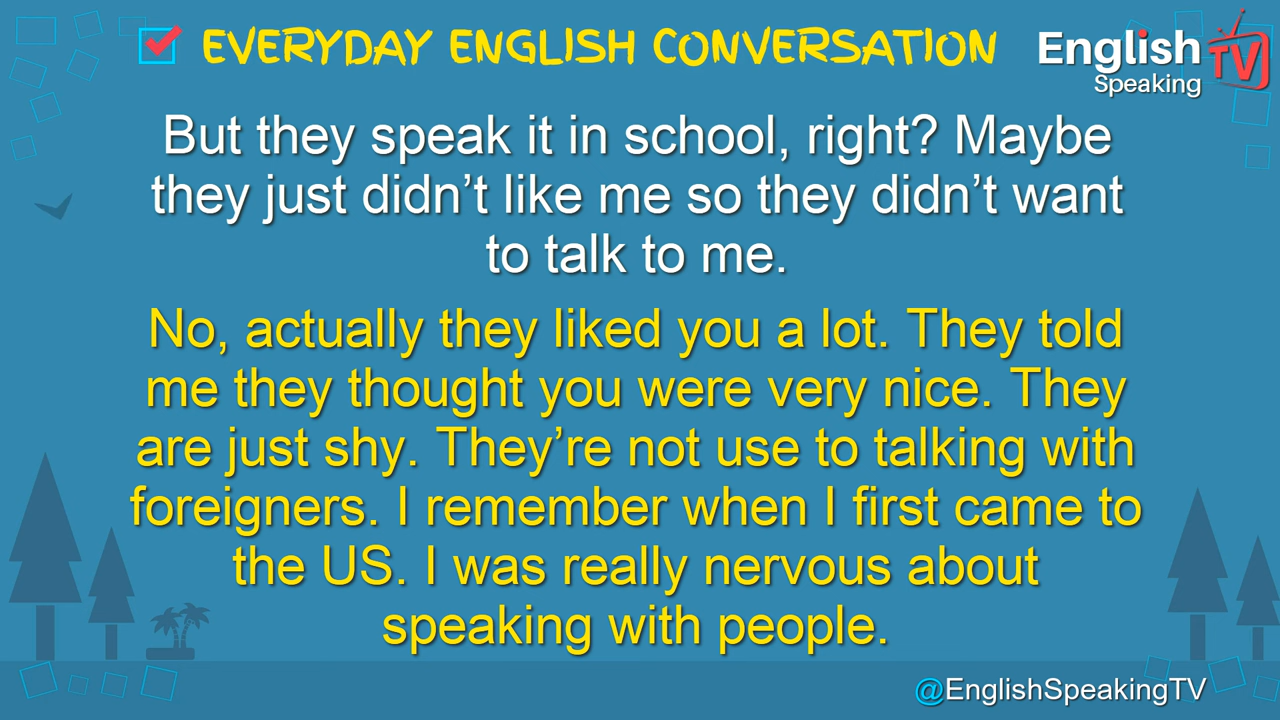 EVERYDAY ENGLISH CONVERSATION
English
TV
Speaking
But they speak it in school, right? Maybe
they just didn’t like me so they didn’t want
to talk to me.
No, actually they liked you a lot. They told
me they thought you were very nice. They
are just shy. They’re not use to talking with
foreigners. I remember when I first came to
the US. I was really nervous about
speaking with people.
@EnglishSpeakingTV